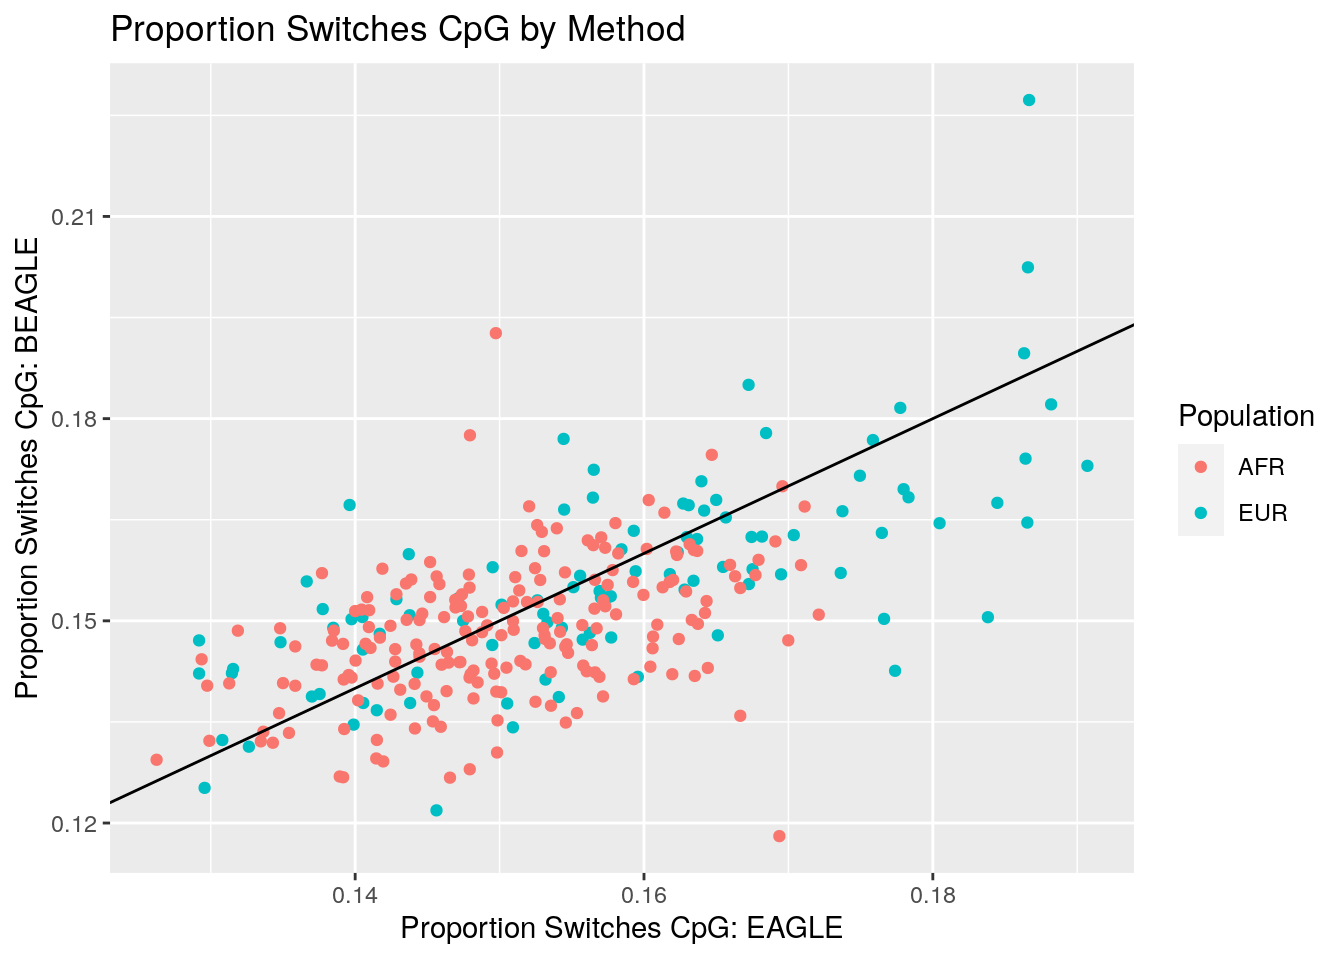 Proportion Switches CpG by Method
Proportion Switches CpG: BEAGLE
0.21
0.18
0.15
0.12
0.14
0.16
0.18
Proportion Switches CpG: EAGLE
Population
AFR
EUR